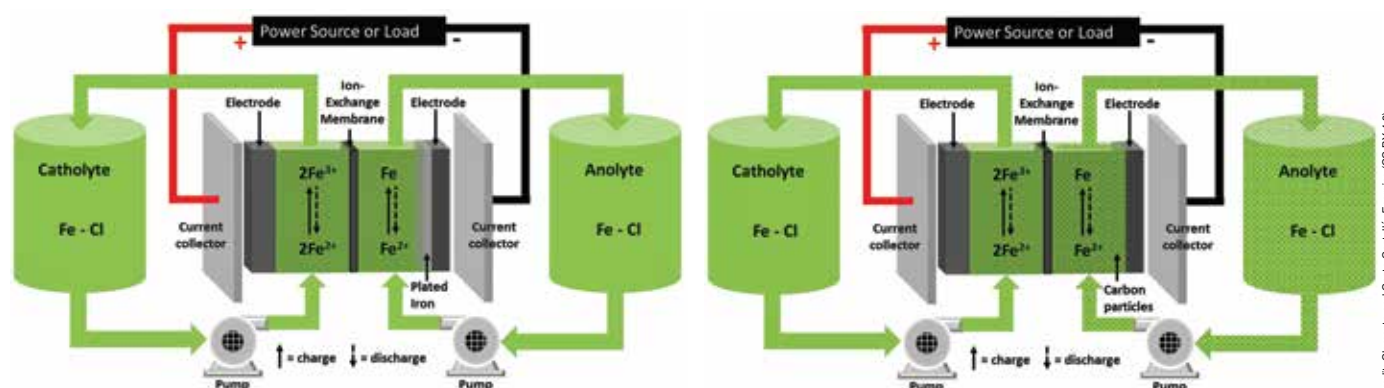 Power Source or Load
+
-
Electrode
Ion-
Exchange
Membrane
Electrode
Catholyte
Fe - Cl
2Fe³⁺
2Fe²⁺
Fe
Fe²⁺
Anolyte
Fe - Cl
Current
collector
Current
collector
Plated
Iron
= charge
= discharge
Pump
Pump
Power Source or Load
+
-
Electrode
Ion-
Exchange
Membrane
Electrode
Catholyte
Fe - Cl
2Fe³⁺
2Fe²⁺
Fe
Fe²⁺
Anolyte
Fe - Cl
Current
collector
Current
collector
Carbon
particles
= charge
= discharge
Pump
Pump